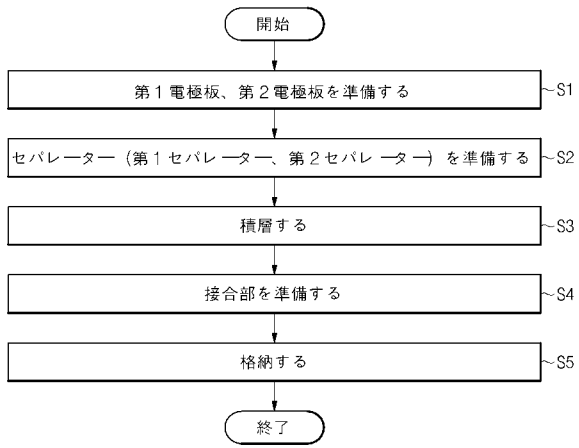 開始
第１電極板、第２電極板を準備する
S1
セパレーター (第１セパレーター、第２セパレーター) を準備する
S2
積層する
S3
接合部を準備する
S4
格納する
S5
終了